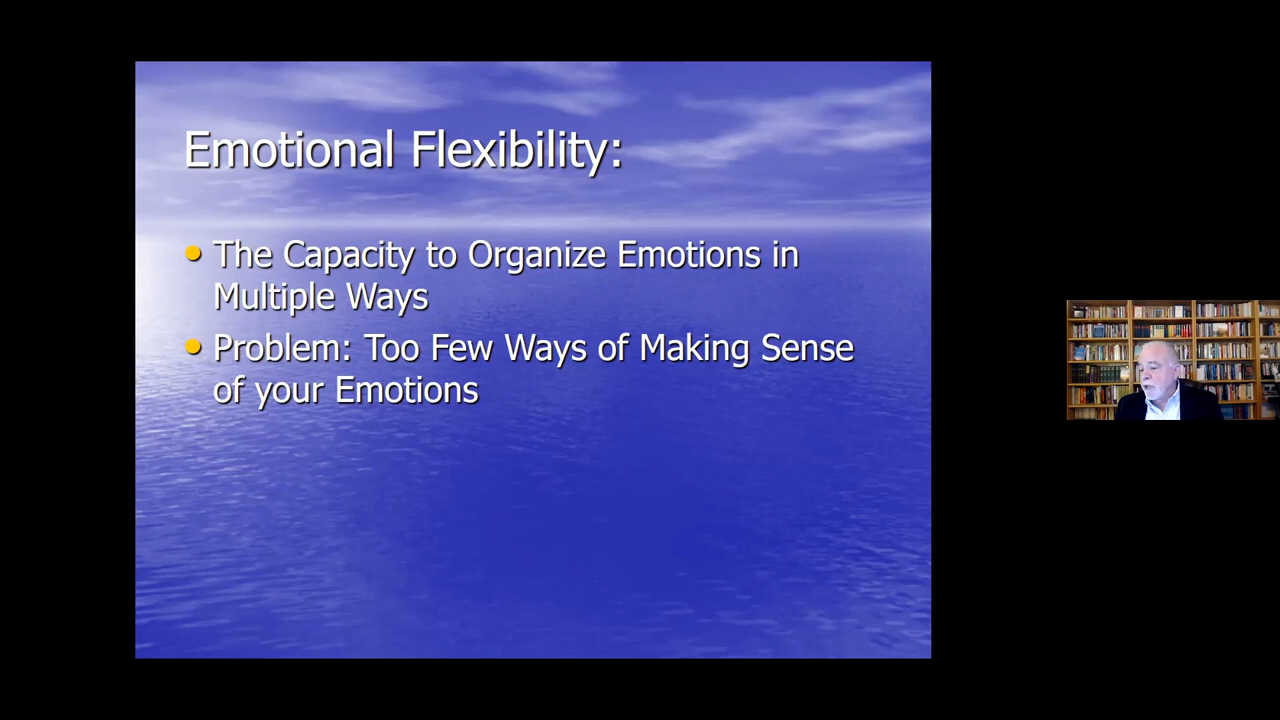 Emotional Flexibility:
• The Capacity to Organize Emotions in
Multiple Ways
• Problem: Too Few Ways of Making Sense
of your Emotions